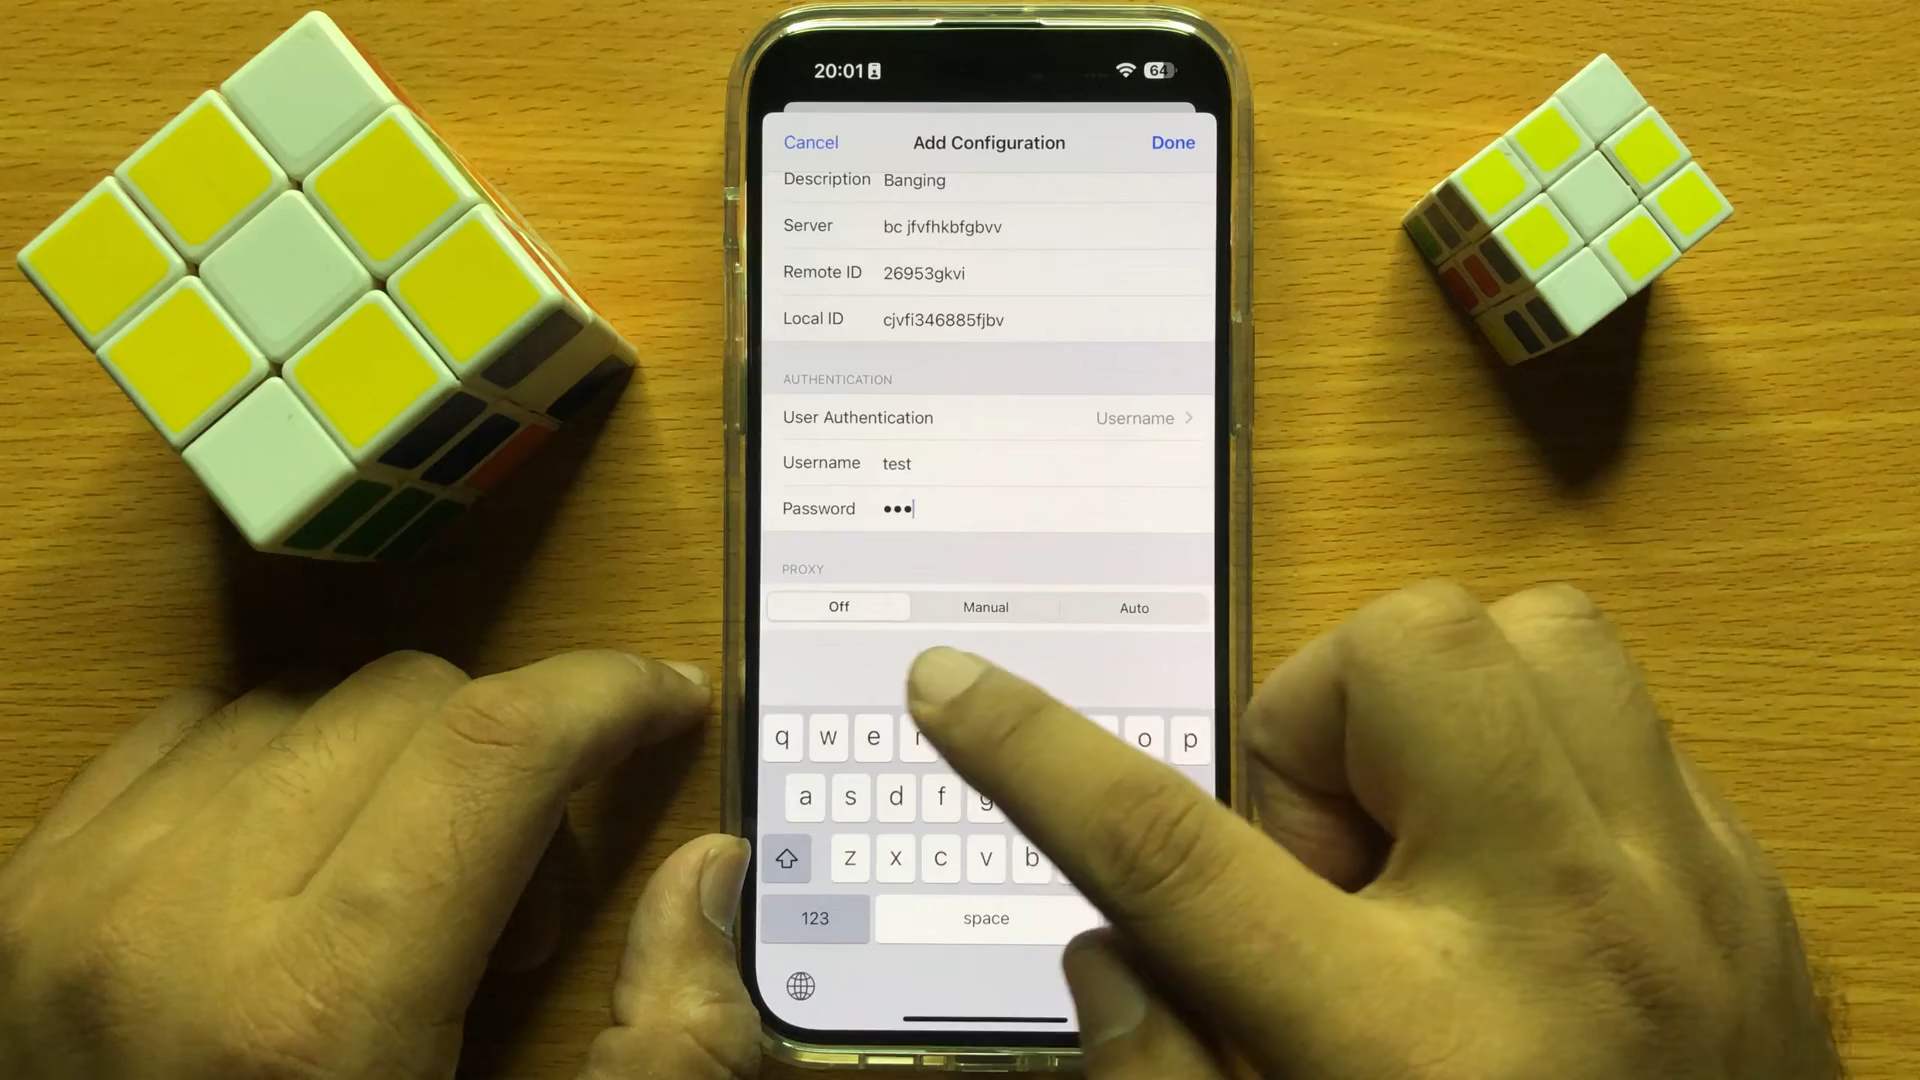 20:01 64
Cancel Add Configuration Done
Description Banging
Server bc jfvfhkbfgbvv
Remote ID 26953gkvi
Local ID cjvfi346885fjbv
AUTHENTICATION
User Authentication Username
Username test
Password •••
PROXY
Off Manual Auto
q w e r o p
a s d f g
z x c v b
123 space